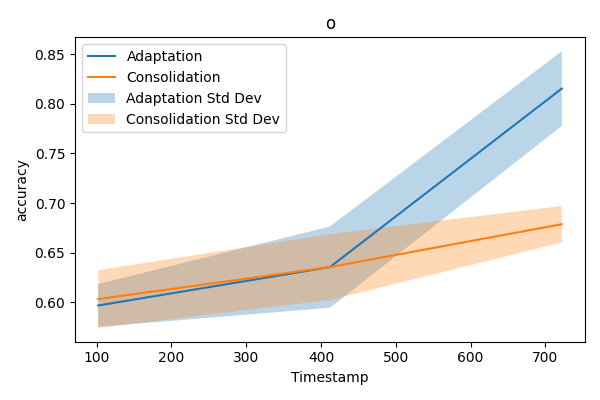 o
Adaptation
Consolidation
Adaptation Std Dev
Consolidation Std Dev
0.85
0.80
0.75
0.70
0.65
0.60
accuracy
100 200 300 400 500 600 700
Timestamp